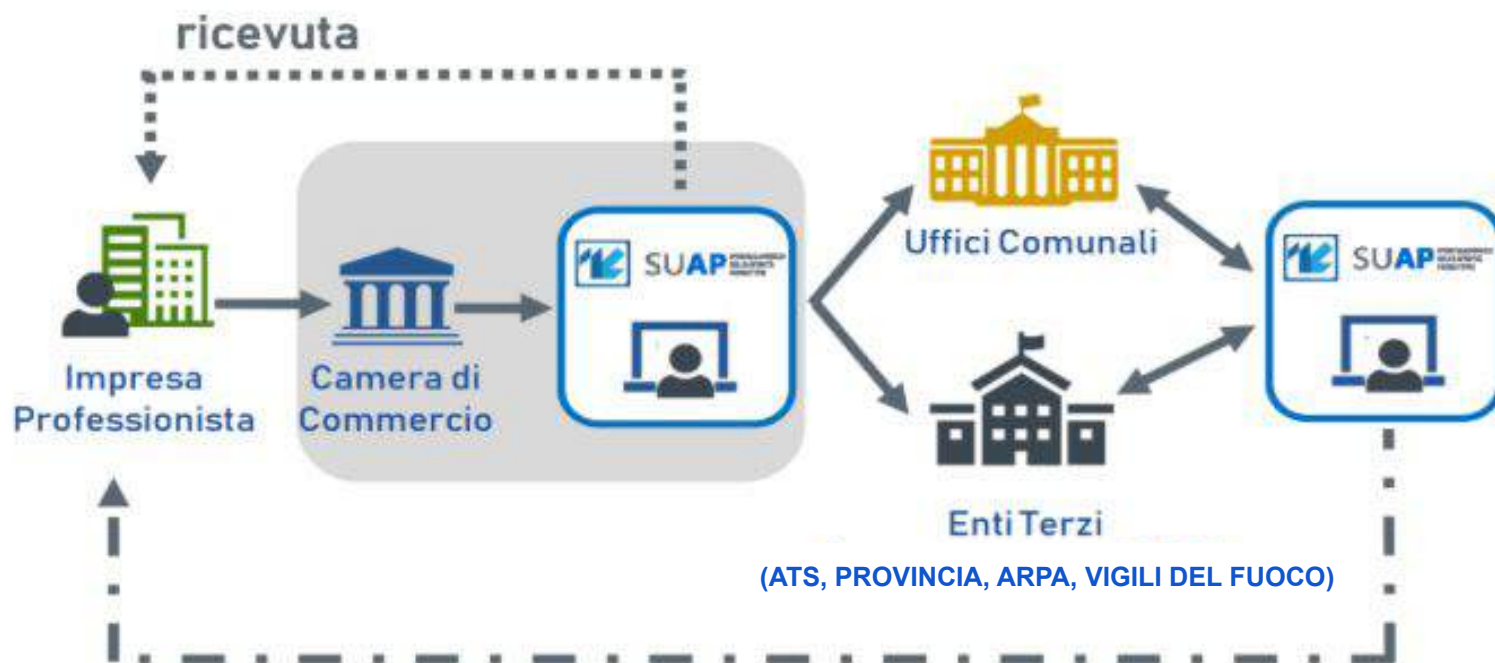 ricevuta
Impresa
Professionista
Camera di
Commercio
SUAP
Uffici Comunali
Enti Terzi
(ATS, PROVINCIA, ARPA, VIGILI DEL FUOCO)
SUAP